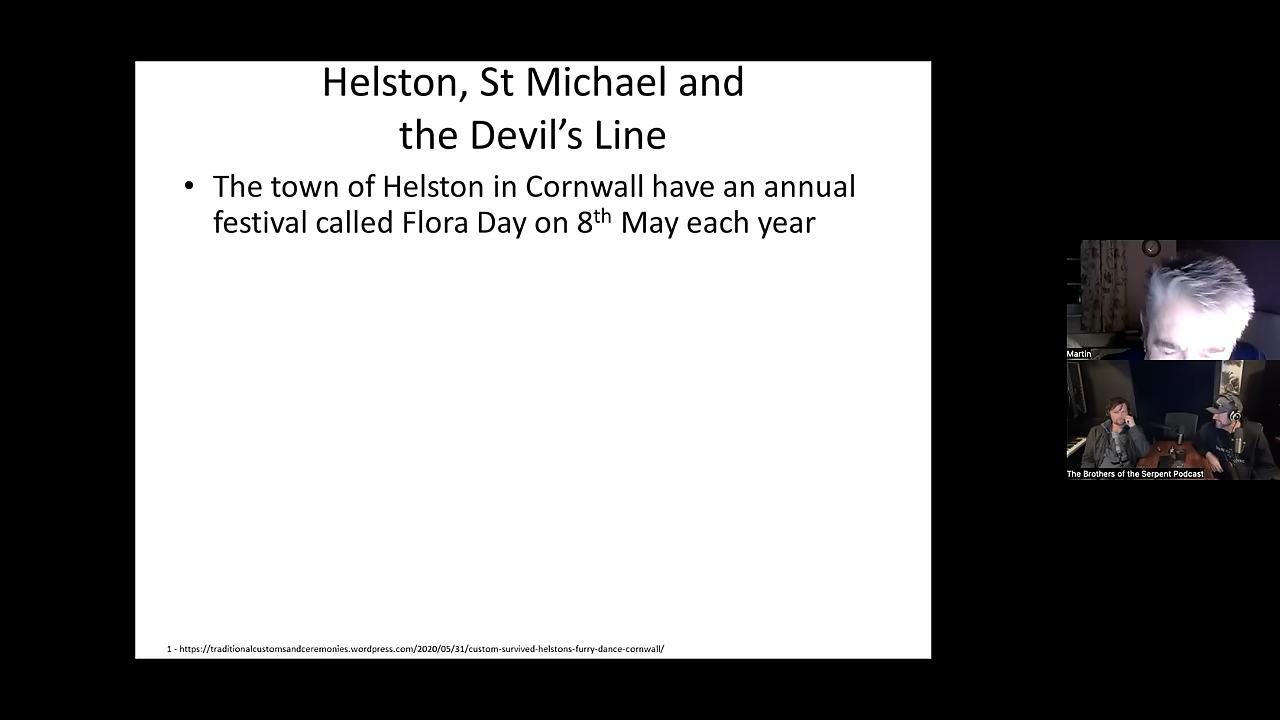 Helston, St Michael and
the Devil’s Line
• The town of Helston in Cornwall have an annual
festival called Flora Day on 8th May each year
1 - https://traditionalcustomsandceremonies.wordpress.com/2020/05/31/custom-survived-helstons-furry-dance-cornwall/
Martin
The Brothers of the Serpent Podcast